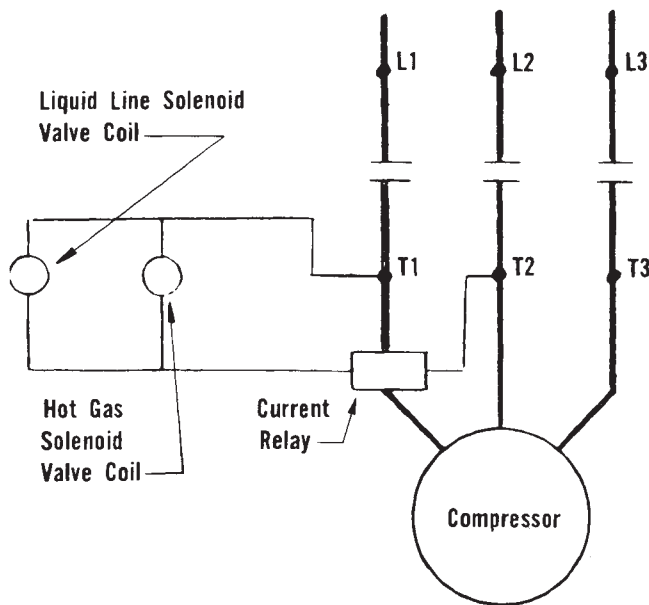 L1
L2
L3
Liquid Line Solenoid
Valve Coil
T1
T2
T3
Hot Gas
Solenoid
Valve Coil
Current
Relay
Compressor